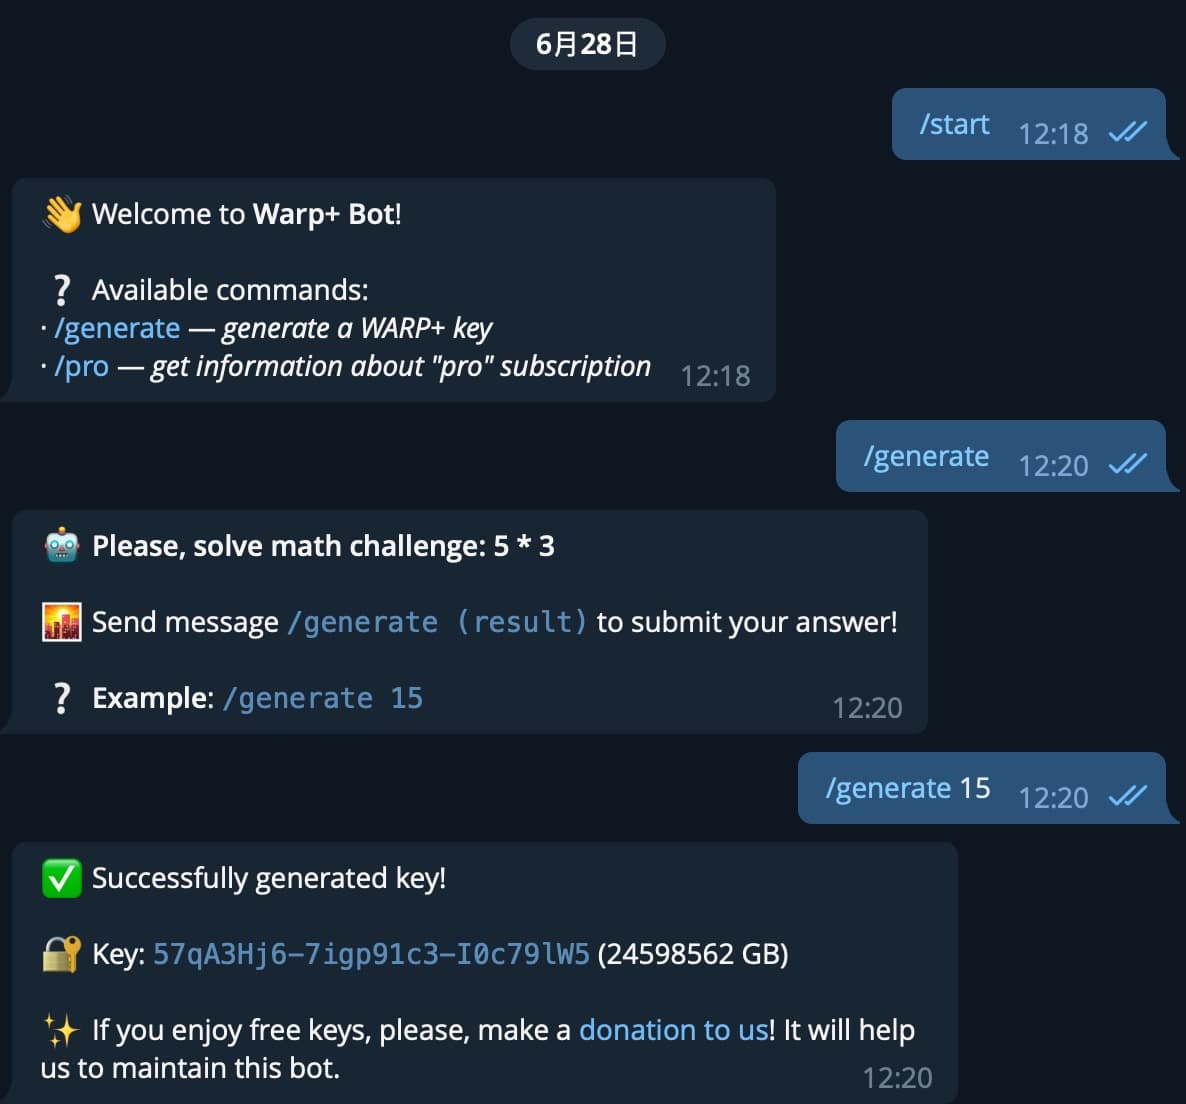 6月28日
/start 12:18
👋 Welcome to Warp+ Bot!
❔ Available commands:
· /generate — generate a WARP+ key
· /pro — get information about "pro" subscription 12:18
/generate 12:20
🤖 Please, solve math challenge: 5 * 3
🌇 Send message /generate (result) to submit your answer!
❔ Example: /generate 15
12:20
/generate 15 12:20
✅ Successfully generated key!
🔐 Key: 57qA3Hj6-7igp91c3-I0c79lW5 (24598562 GB)
✨ If you enjoy free keys, please, make a donation to us! It will help
us to maintain this bot.
12:20